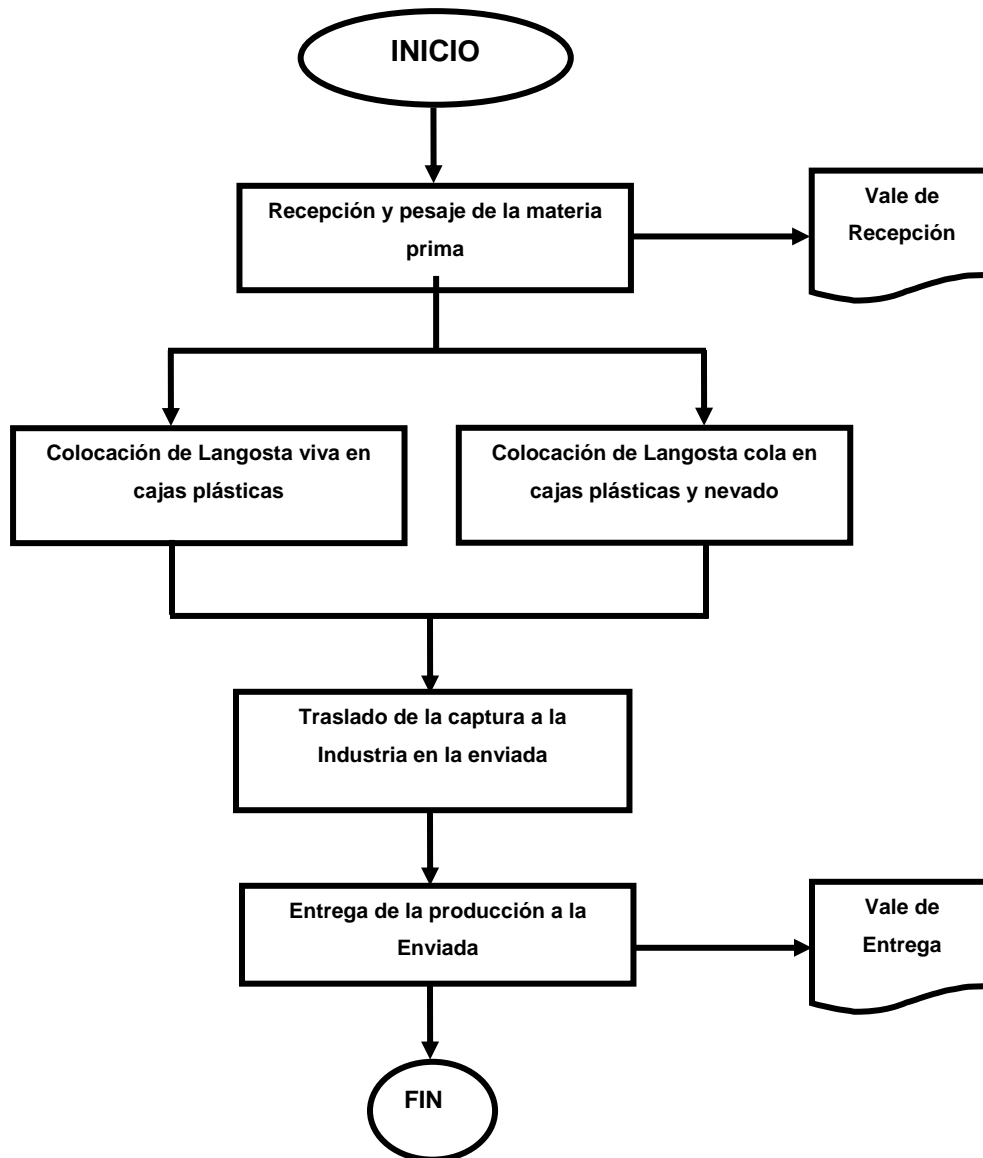 INICIO
Recepción y pesaje de la materia
prima
Vale de
Recepción
Colocación de Langosta viva en
cajas plásticas
Colocación de Langosta cola en
cajas plásticas y nevado
Traslado de la captura a la
Industria en la enviada
Entrega de la producción a la
Enviada
Vale de
Entrega
FIN